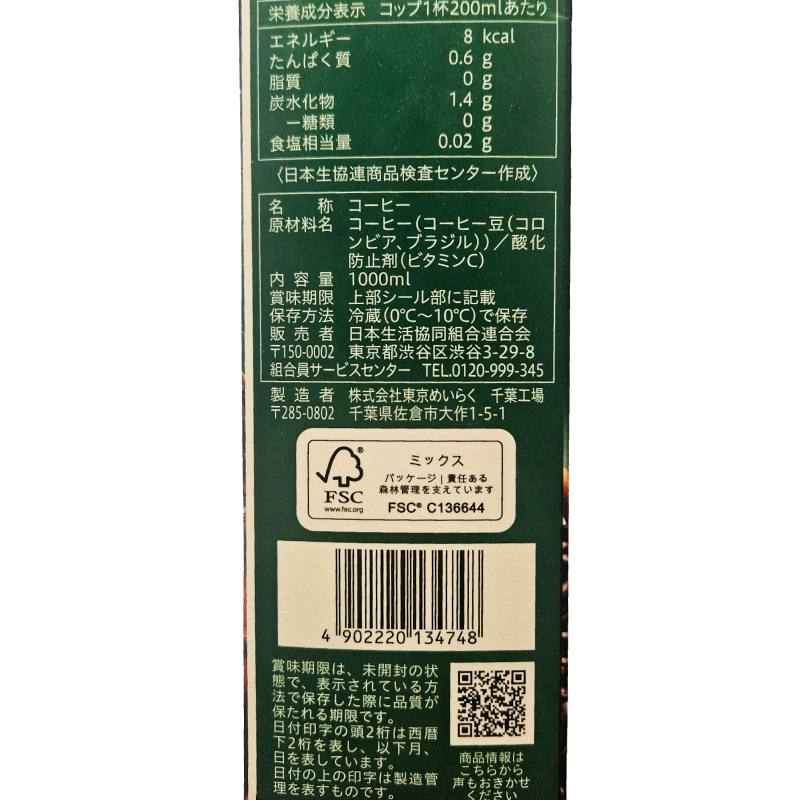 栄養成分表示 コップ1杯200mlあたり
エネルギー 8 kcal
たんぱく質 0.6 g
脂質 0 g
炭水化物 1.4 g
―糖類 0 g
食塩相当量 0.02 g
〈日本生協連商品検査センター作成〉
名称 コーヒー
原材料名 コーヒー(コーヒー豆(コロ
ンビア、ブラジル))/酸化
防止剤(ビタミンC)
内容量 1000ml
賞味期限 上部シール部に記載
保存方法 冷蔵(0℃~10℃)で保存
販売者 日本生活協同組合連合会
〒150-0002 東京都渋谷区渋谷3-29-8
組合員サービスセンター TEL.0120-999-345
製造者 株式会社東京めいらく 千葉工場
〒285-0802 千葉県佐倉市大作1-5-1
ミックス
パッケージ|責任ある
森林管理を支えています
FSC® C136644
®
FSC
www.fsc.org
4 902220 134748
賞味期限は、未開封の状
態で、表示されている方
法で保存した際に品質が
保たれる期限です。
日付印字の頭2桁は西暦
下2桁を表し、以下月、
日を表しています。
日付の上の印字は製造管
理を表すものです。
商品情報は
こちらから
声もおきかせ
ください